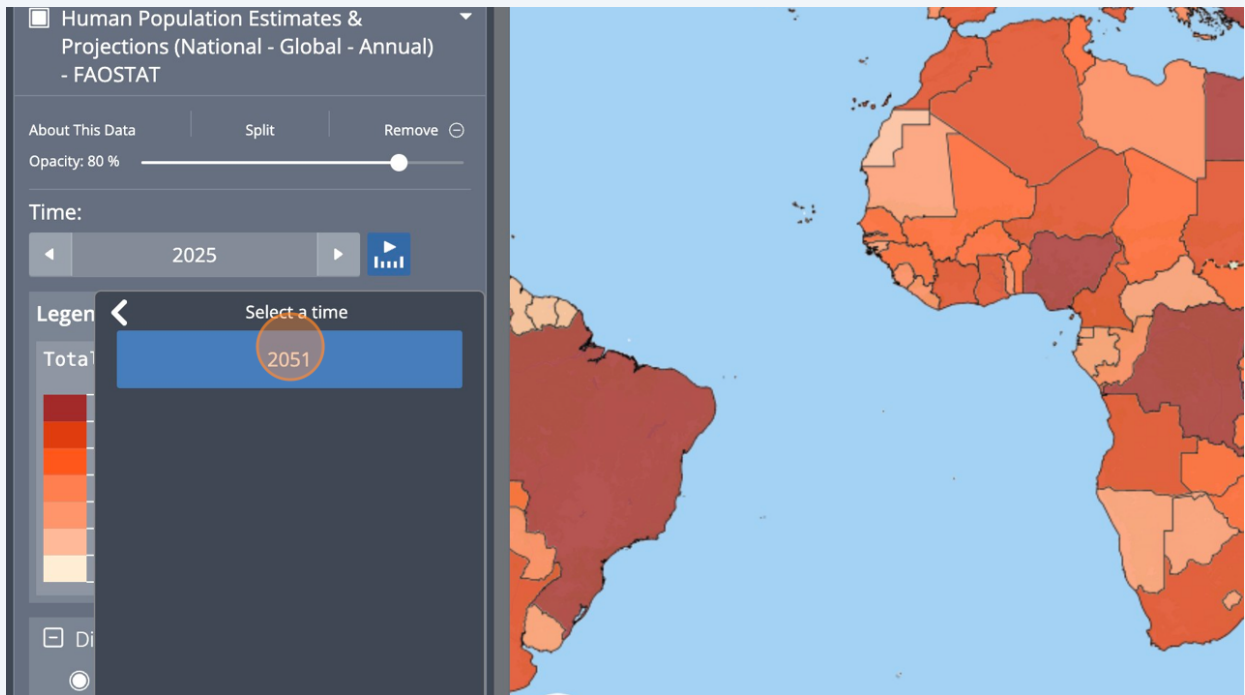 Human Population Estimates &
Projections (National - Global - Annual)
- FAOSTAT
About This Data
Split
Remove
Opacity: 80 %
Time:
2025
Legen
Select a time
Total
2051
Di